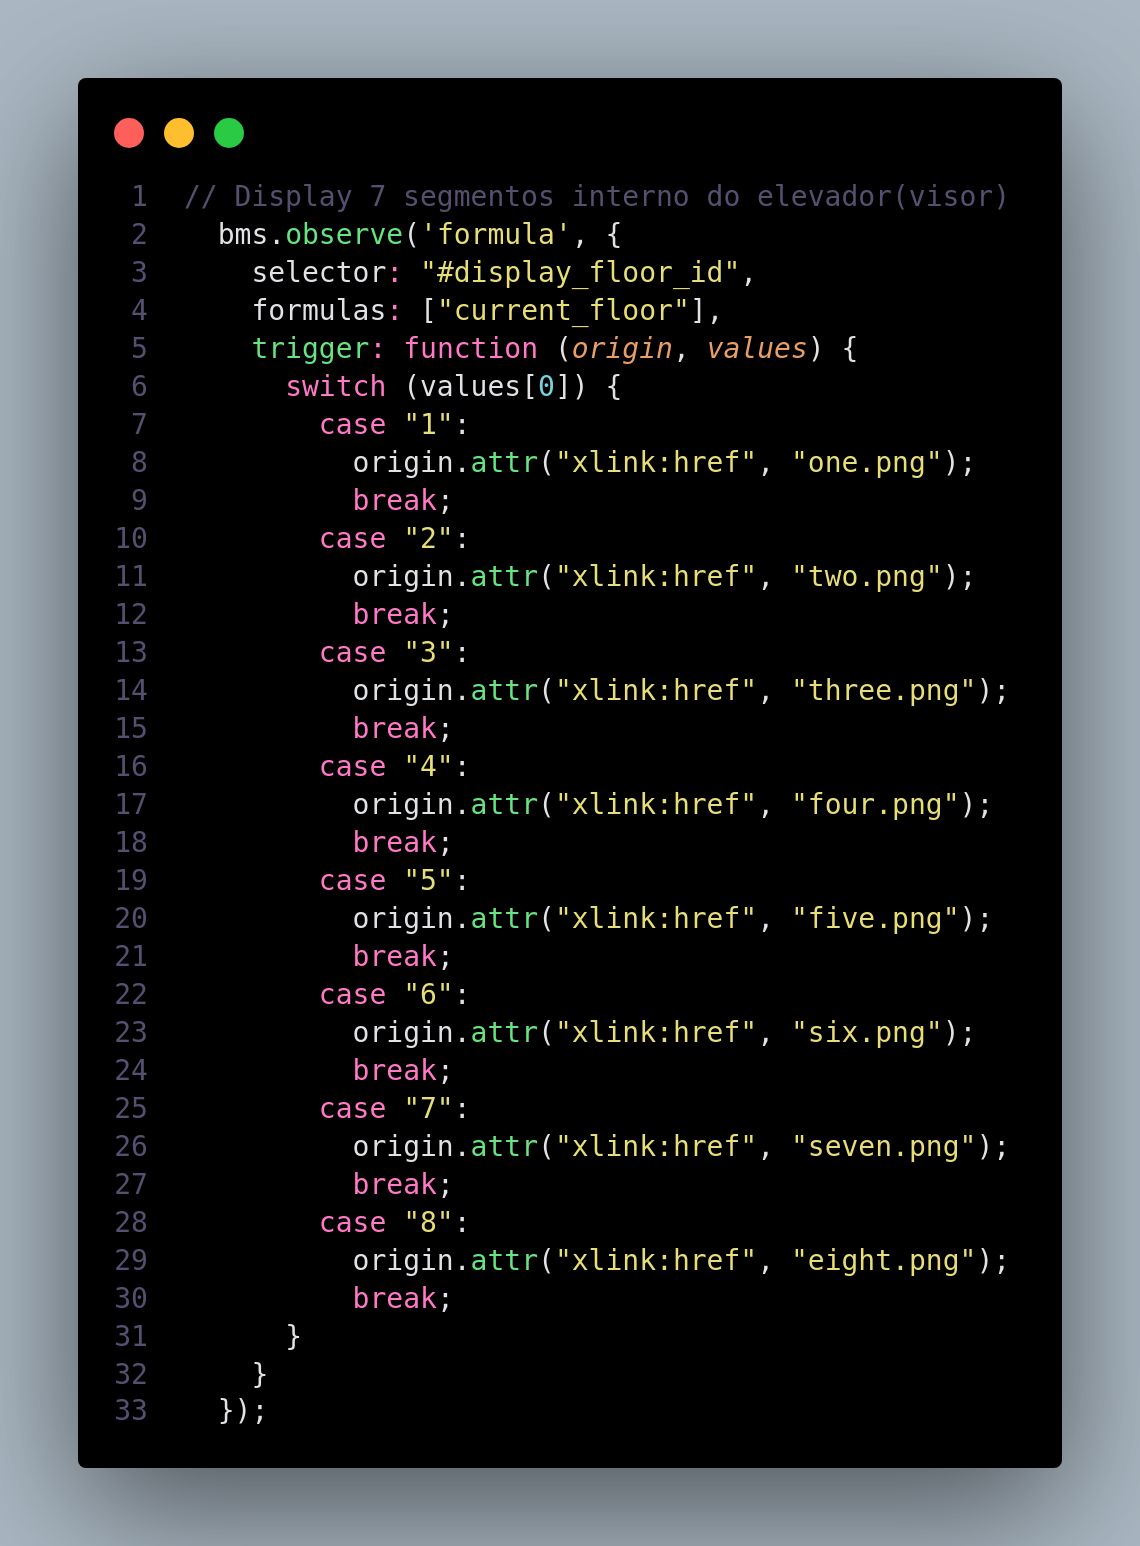 1 // Display 7 segmentos interno do elevador(visor)
2   bms.observe('formula', {
3     selector: "#display_floor_id",
4     formulas: ["current_floor"],
5     trigger: function (origin, values) {
6       switch (values[0]) {
7         case "1":
8           origin.attr("xlink:href", "one.png");
9           break;
10         case "2":
11           origin.attr("xlink:href", "two.png");
12           break;
13         case "3":
14           origin.attr("xlink:href", "three.png");
15           break;
16         case "4":
17           origin.attr("xlink:href", "four.png");
18           break;
19         case "5":
20           origin.attr("xlink:href", "five.png");
21           break;
22         case "6":
23           origin.attr("xlink:href", "six.png");
24           break;
25         case "7":
26           origin.attr("xlink:href", "seven.png");
27           break;
28         case "8":
29           origin.attr("xlink:href", "eight.png");
30           break;
31       }
32     }
33   });